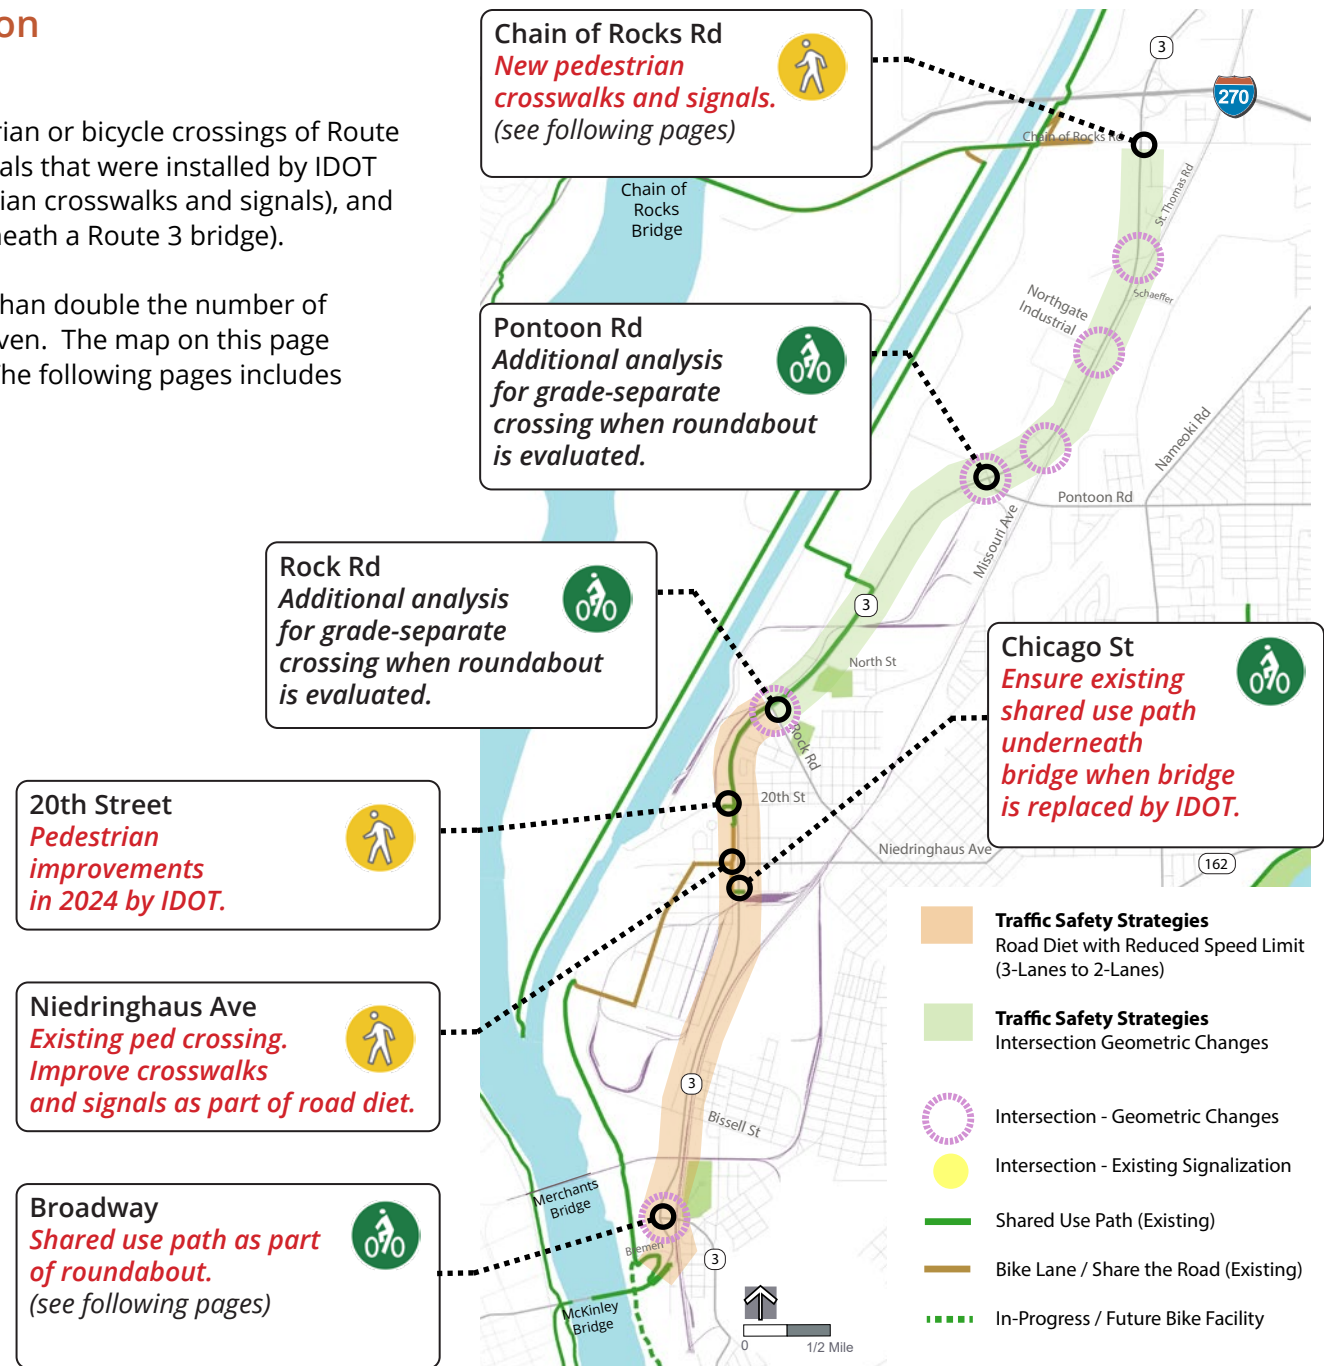 on
rian or bicycle crossings of Route
als that were installed by IDOT
ian crosswalks and signals), and
neath a Route 3 bridge).
than double the number of
ven.  The map on this page
The following pages includes
Chain of Rocks Rd
New pedestrian
crosswalks and signals.
(see following pages)
3
270
Chain of Rocks Rd
Chain of
Rocks
Bridge
St. Thomas Rd
Schaeffer
Northgate
Industrial
Pontoon Rd
Additional analysis
for grade-separate
crossing when roundabout
is evaluated.
Nameoki Rd
Pontoon Rd
Missouri Ave
Rock Rd
Additional analysis
for grade-separate
crossing when roundabout
is evaluated.
3
North St
Rock Rd
Chicago St
Ensure existing
shared use path
underneath
bridge when bridge
is replaced by IDOT.
20th Street
Pedestrian
improvements
in 2024 by IDOT.
20th St
Niedringhaus Ave
162
Niedringhaus Ave
Existing ped crossing.
Improve crosswalks
and signals as part of road diet.
3
Bissell St
Merchants
Bridge
Broadway
Shared use path as part
of roundabout.
(see following pages)
Bremen
3
McKinley
Bridge
0
1/2 Mile
Traffic Safety Strategies
Road Diet with Reduced Speed Limit
(3-Lanes to 2-Lanes)
Traffic Safety Strategies
Intersection Geometric Changes
Intersection - Geometric Changes
Intersection - Existing Signalization
Shared Use Path (Existing)
Bike Lane / Share the Road (Existing)
In-Progress / Future Bike Facility